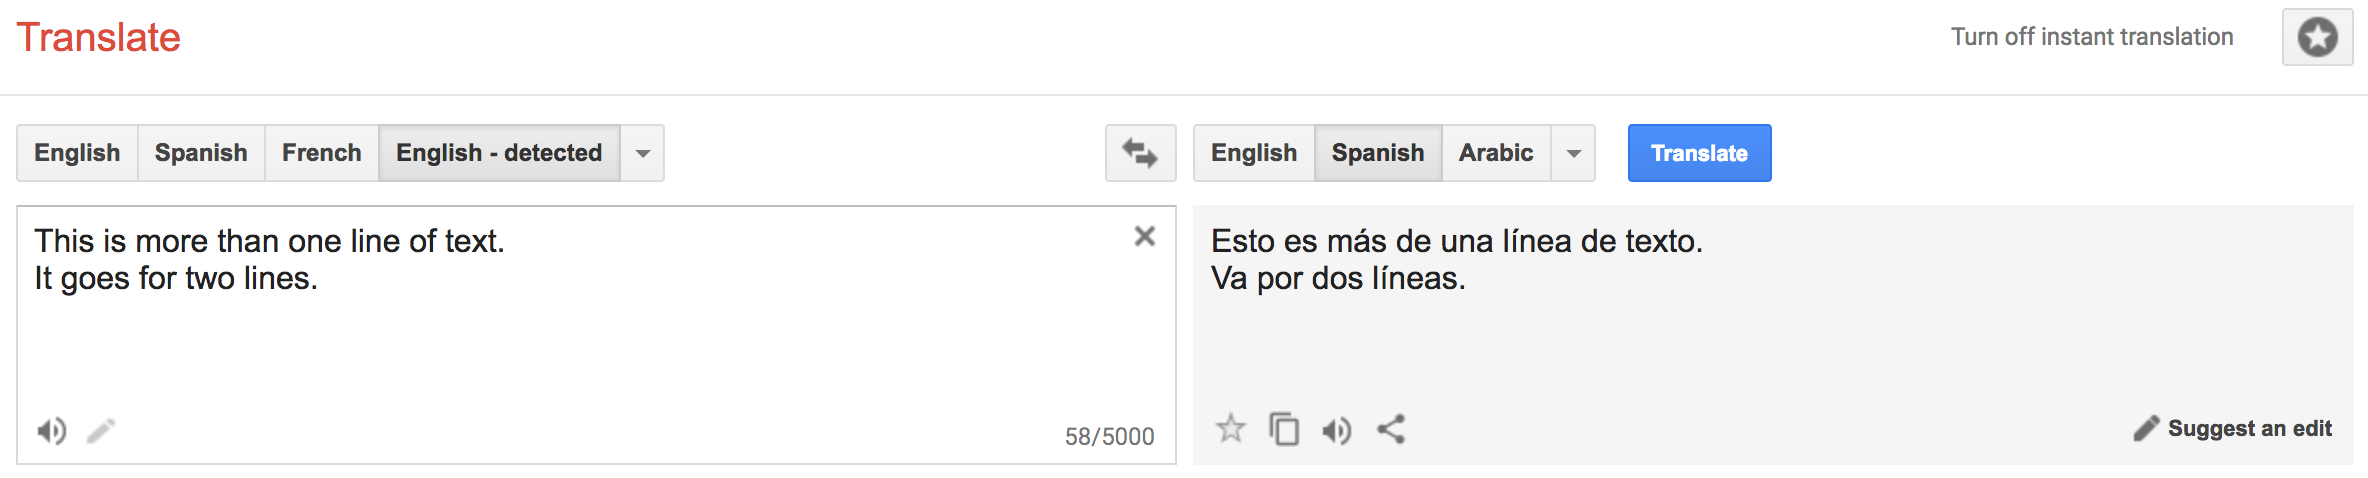 Translate
Turn off instant translation
English Spanish French English - detected
English Spanish Arabic
Translate
This is more than one line of text.
It goes for two lines.
58/5000
Esto es más de una línea de texto.
Va por dos líneas.
Suggest an edit